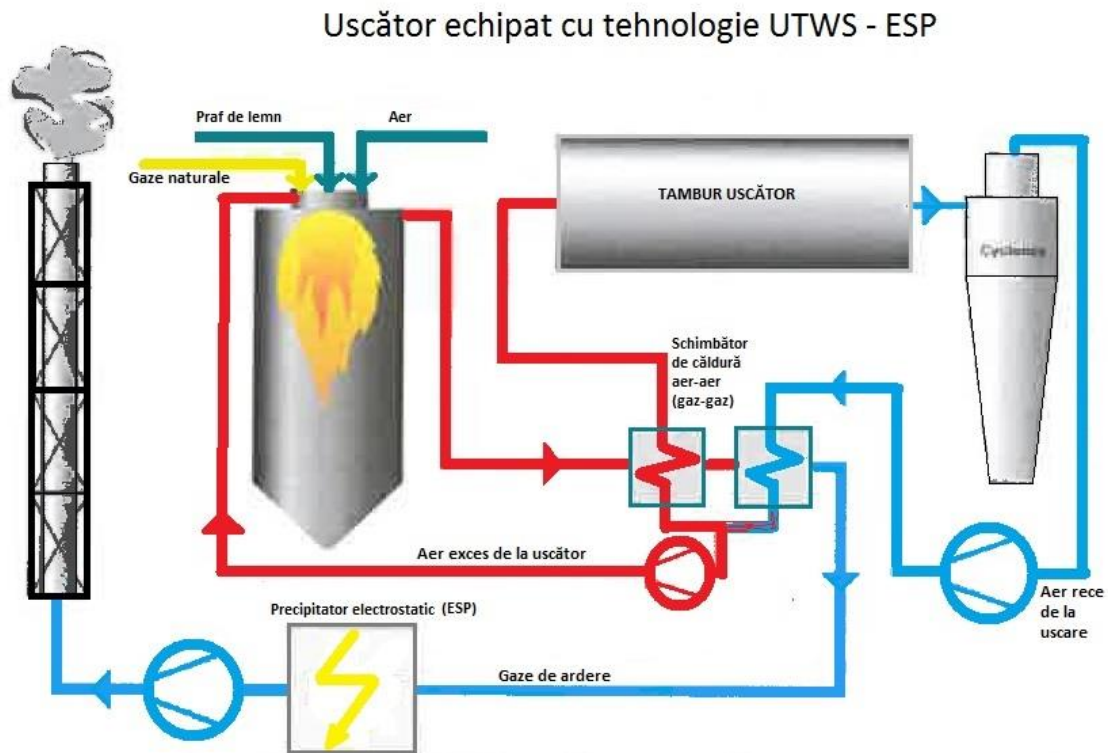 Uscător echipat cu tehnologie UTWS - ESP
Praf de lemn
Aer
Gaze naturale
TAMBUR USCĂTOR
Cyclones
Schimbător
de căldură
aer-aer
(gaz-gaz)
Aer exces de la uscător
Aer rece
de la
uscare
Precipitator electrostatic (ESP)
Gaze de ardere